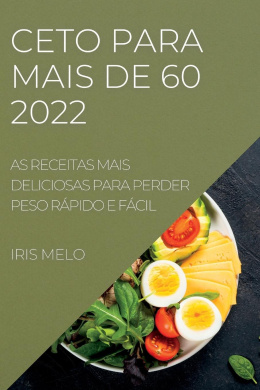 CETO PARA
MAIS DE 60
2022
AS RECEITAS MAIS
DELICIOSAS PARA PERDER
PESO RÁPIDO E FÁCIL
IRIS MELO